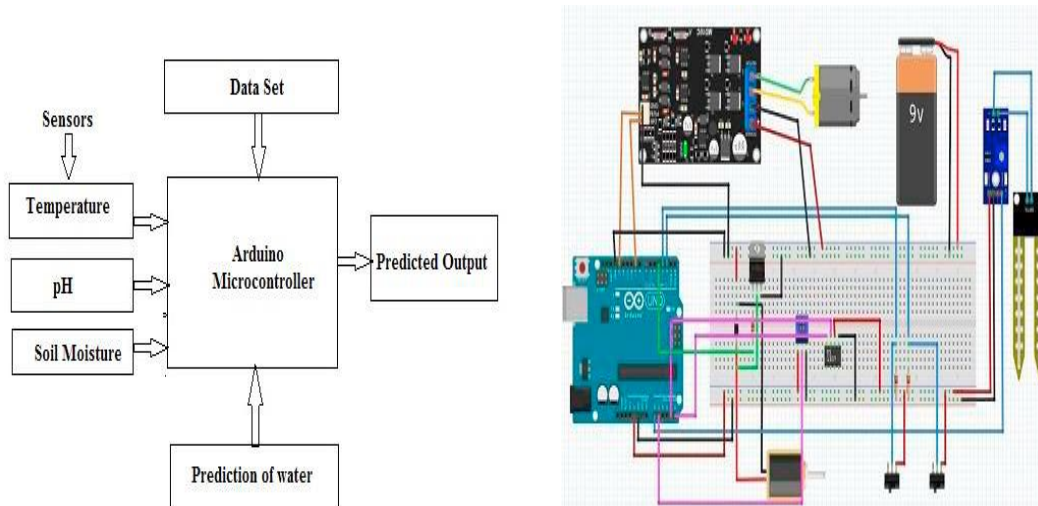 Data Set
Sensors
Temperature
pH
Soil Moisture
Arduino
Microcontroller
Predicted Output
Prediction of water
9v
UNO